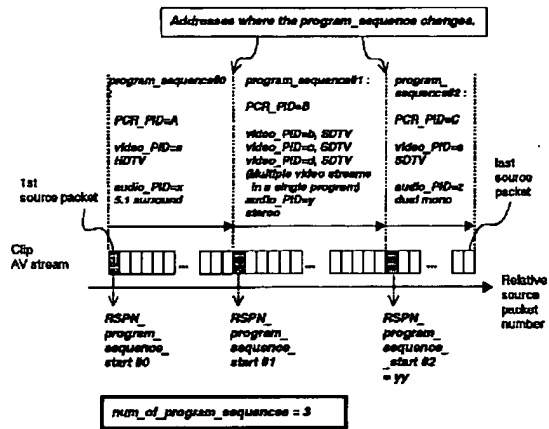 Addresses where the program_sequence changes.
program_sequence#0
PCR_PID=A
video_PID=a
HDTV
audio_PID=x
5.1 surround
program_sequence#1 :
PCR_PID=B
video_PID=b, SDTV
video_PID=c, SDTV
video_PID=d, SDTV
(Multiple video streams
in a single program)
audio_PID=y
stereo
program_
sequence#2 :
PCR_PID=C
video_PID=e
SDTV
audio_PID=z
dual mono
1st
source packet
last
source
packet
Clip
AV stream
...
...
...
Relative
source
packet
number
RSPN_
program_
sequence_
start #0
RSPN_
program_
sequence_
start #1
RSPN_
program_
sequence_
_start #2
= yy
num_of_program_sequences = 3